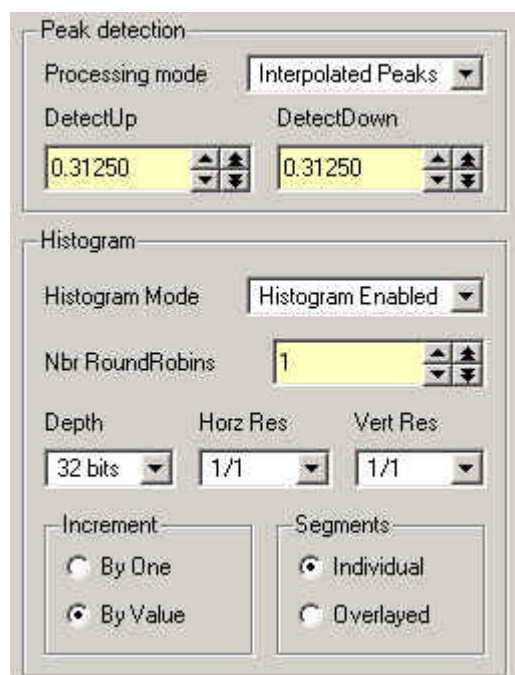 Peak detection
Processing mode Interpolated Peaks
DetectUp DetectDown
0.31250 0.31250
Histogram
Histogram Mode Histogram Enabled
Nbr RoundRobins 1
Depth Horz Res Vert Res
32 bits 1/1 1/1
Increment Segments
By One Individual
By Value Overlayed